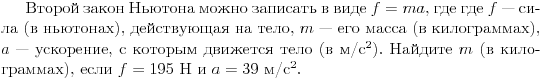 Второй закон Ньютона можно записать в виде f = ma, где где f — си-
ла (в ньютонах), действующая на тело, m — его масса (в килограммах),
a — ускорение, с которым движется тело (в м/с²). Найдите m (в кило-
граммах), если f = 195 Н и a = 39 м/с².